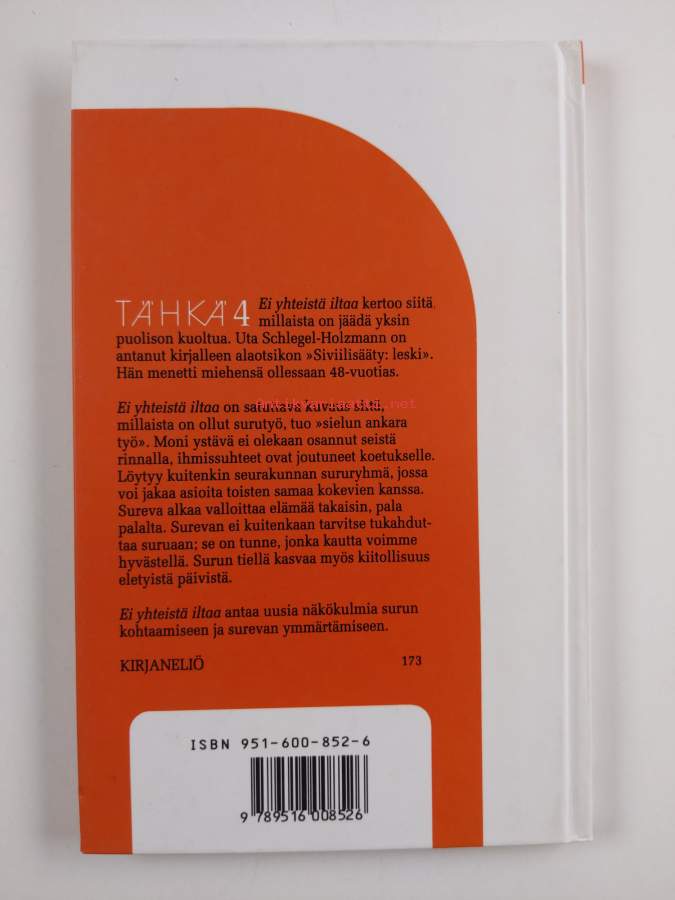 TÄHKÄ 4 Ei yhteistä iltaa kertoo siitä,
millaista on jäädä yksin
puolison kuoltua. Uta Schlegel-Holzmann on
antanut kirjalleen alaotsikon »Siviilisääty: leski».
Hän menetti miehensä ollessaan 48-vuotias.
Ei yhteistä iltaa on satuttava kuvaus siitä,
antikvariaatti.net
millaista on ollut surutyö, tuo »sielun ankara
työ». Moni ystävä ei olekaan osannut seistä
rinnalla, ihmissuhteet ovat joutuneet koetukselle.
Löytyy kuitenkin seurakunnan sururyhmä, jossa
voi jakaa asioita toisten samaa kokevien kanssa.
Sureva alkaa valloittaa elämää takaisin, pala
palalta. Surevan ei kuitenkaan tarvitse tukahdut-
taa suruaan; se on tunne, jonka kautta voimme
hyvästellä. Surun tiellä kasvaa myös kiitollisuus
eletyistä päivistä.
Ei yhteistä iltaa antaa uusia näkökulmia surun
kohtaamiseen ja surevan ymmärtämiseen.
KIRJANELIÖ 173
ISBN 951-600-852-6
9 789516 008526